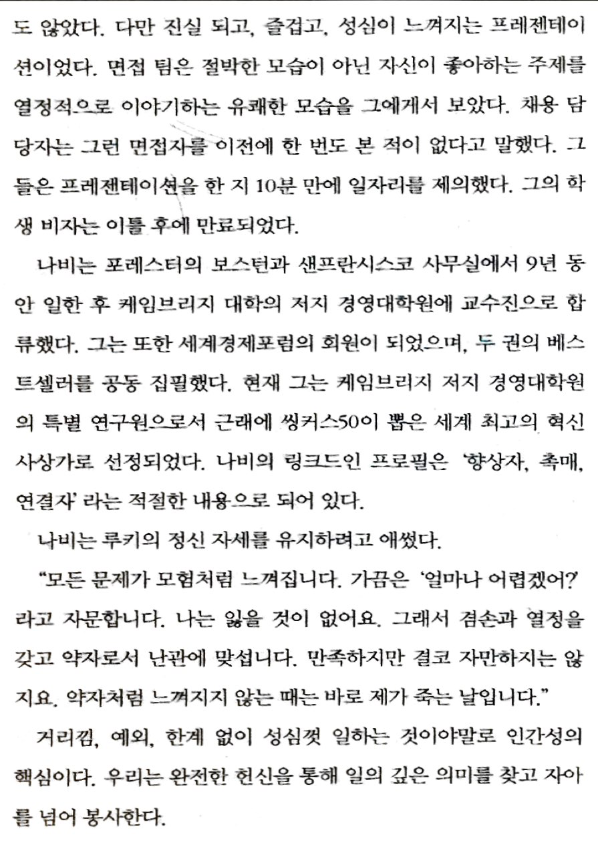 도 않았다. 다만 진실 되고, 즐겁고, 성심이 느껴지는 프레젠테이
션이었다. 면접 팀은 절박한 모습이 아닌 자신이 좋아하는 주제를
열정적으로 이야기하는 유쾌한 모습을 그에게서 보았다. 채용 담
당자는 그런 면접자를 이전에 한 번도 본 적이 없다고 말했다. 그
들은 프레젠테이션을 한 지 10분 만에 일자리를 제의했다. 그의 학
생 비자는 이틀 후에 만료되었다.
나비는 포레스터의 보스턴과 샌프란시스코 사무실에서 9년 동
안 일한 후 케임브리지 대학의 저지 경영대학원에 교수진으로 합
류했다. 그는 또한 세계경제포럼의 회원이 되었으며, 두 권의 베스
트셀러를 공동 집필했다. 현재 그는 케임브리지 저지 경영대학원
의 특별 연구원으로서 근래에 씽커스50이 뽑은 세계 최고의 혁신
사상가로 선정되었다. 나비의 링크드인 프로필은 '향상자, 촉매,
연결자'라는 적절한 내용으로 되어 있다.
나비는 루키의 정신 자세를 유지하려고 애썼다.
"모든 문제가 모험처럼 느껴집니다. 가끔은 '얼마나 어렵겠어?'
라고 자문합니다. 나는 잃을 것이 없어요. 그래서 겸손과 열정을
갖고 약자로서 난관에 맞섭니다. 만족하지만 결코 자만하지는 않
지요. 약자처럼 느껴지지 않는 때는 바로 제가 죽는 날입니다."
거리낌, 예외, 한계 없이 성심껏 일하는 것이야말로 인간성의
핵심이다. 우리는 완전한 헌신을 통해 일의 깊은 의미를 찾고 자아
를 넘어 봉사한다.